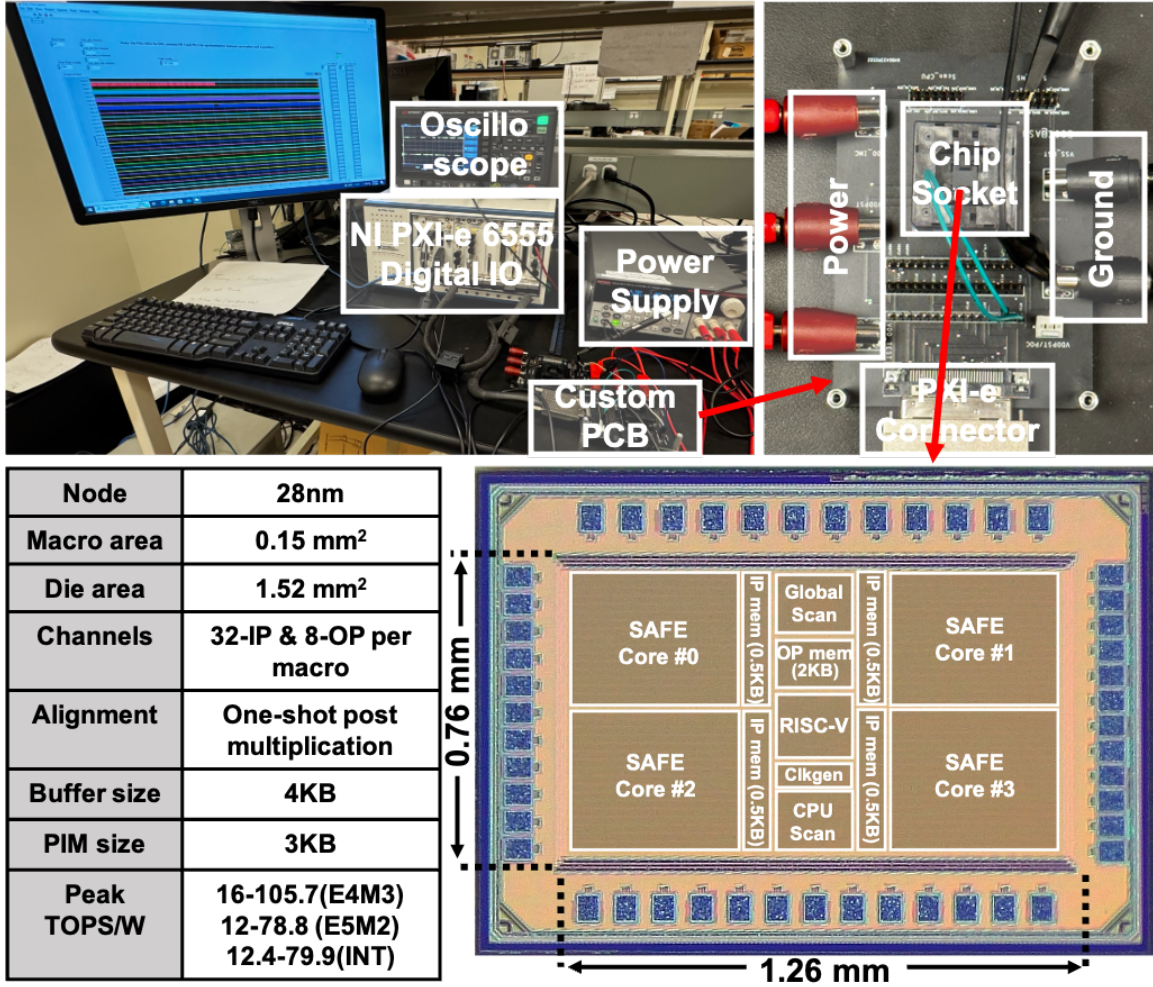 Oscillo
-scope
NI PXI-e 6555
Digital IO
Power
Supply
Custom
PCB
Scan_CPU
Power
Chip
Socket
Ground
VDDPST/POC
PXI-e
Connector
Node 28nm
Macro area 0.15 mm²
Die area 1.52 mm²
Channels 32-IP & 8-OP per
macro
Alignment One-shot post
multiplication
Buffer size 4KB
PIM size 3KB
Peak
TOPS/W
16-105.7(E4M3)
12-78.8 (E5M2)
12.4-79.9(INT)
0.76 mm
SAFE
Core #0
IP mem (0.5KB)
Global
Scan
OP mem
(2KB)
IP mem (0.5KB)
SAFE
Core #1
RISC-V
SAFE
Core #2
IP mem (0.5KB)
Clkgen
CPU
Scan
IP mem (0.5KB)
SAFE
Core #3
1.26 mm